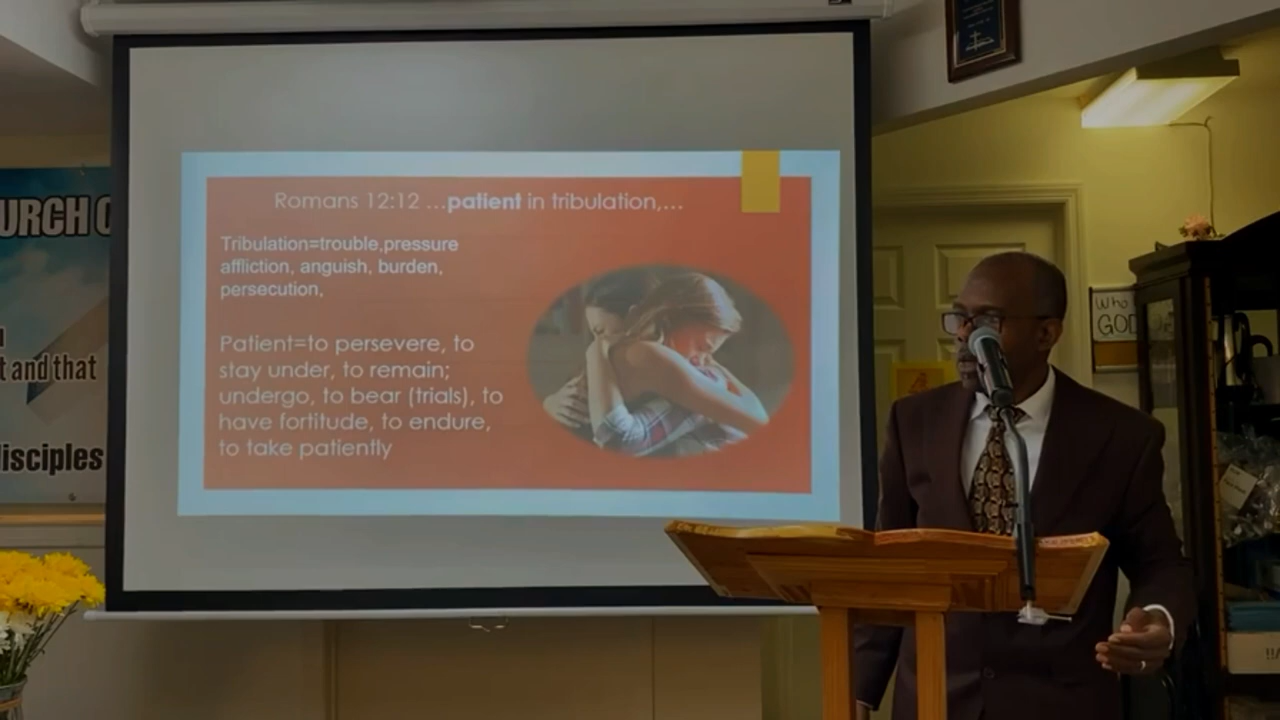 URCH
t and that
disciples
Romans 12:12 ...patient in tribulation,...
Tribulation=trouble,pressure
affliction, anguish, burden,
persecution,
Patient=to persevere, to
stay under, to remain;
undergo, to bear (trials), to
have fortitude, to endure,
to take patiently
Who
GOD